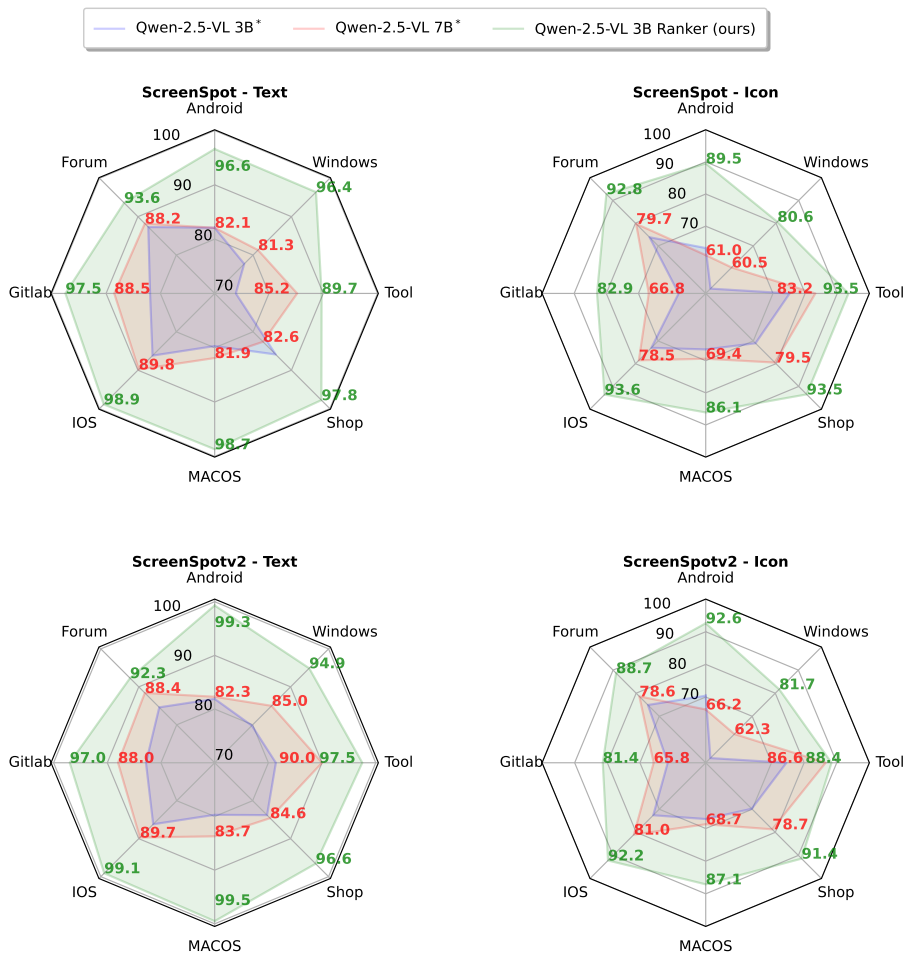 Qwen-2.5-VL 3B* Qwen-2.5-VL 7B* Qwen-2.5-VL 3B Ranker (ours)
ScreenSpot - Text
Android
100
Forum
Windows
96.6
90
96.4
93.6
88.2
82.1
80
81.3
Gitlab
97.5
88.5
70
85.2
89.7
Tool
82.6
81.9
89.8
98.9
97.8
IOS
Shop
98.7
MACOS
ScreenSpot - Icon
Android
100
Forum
Windows
90
89.5
92.8
80
79.7
70
80.6
61.0
60.5
Gitlab
82.9
66.8
83.2
93.5
Tool
78.5
69.4
79.5
93.6
93.5
86.1
IOS
Shop
MACOS
ScreenSpotv2 - Text
Android
100
99.3
Forum
Windows
90
94.9
92.3
88.4
82.3
85.0
80
Gitlab
97.0
88.0
70
90.0
97.5
Tool
84.6
89.7
83.7
99.1
96.6
IOS
Shop
99.5
MACOS
ScreenSpotv2 - Icon
Android
100
92.6
Forum
Windows
90
88.7
80
81.7
78.6
70
66.2
62.3
Gitlab
81.4
65.8
86.6
88.4
Tool
81.0
68.7
78.7
92.2
91.4
87.1
IOS
Shop
MACOS